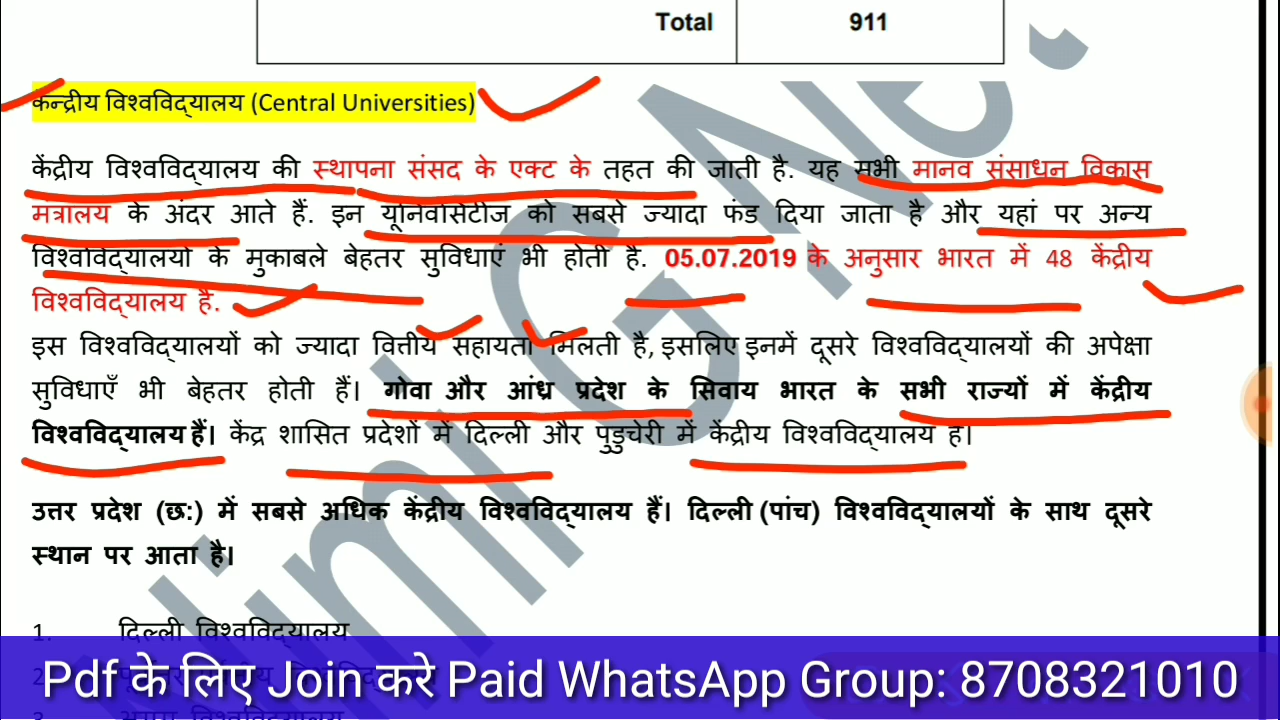 Total 911
केन्द्रीय विश्वविद्यालय (Central Universities)
केंद्रीय विश्वविद्यालय की स्थापना संसद के एक्ट के तहत की जाती है. यह सभी मानव संसाधन विकास
मंत्रालय के अंदर आते हैं. इन यूनिवर्सिटीज को सबसे ज्यादा फंड दिया जाता है और यहां पर अन्य
विश्वविद्यालयों के मुकाबले बेहतर सुविधाएं भी होती है. 05.07.2019 के अनुसार भारत में 48 केंद्रीय
विश्वविद्यालय है.
इस विश्वविद्यालयों को ज्यादा वित्तीय सहायता मिलती है, इसलिए इनमें दूसरे विश्वविद्यालयों की अपेक्षा
सुविधाएँ भी बेहतर होती हैं। गोवा और आंध्र प्रदेश के सिवाय भारत के सभी राज्यों में केंद्रीय
विश्वविद्यालय हैं। केंद्र शासित प्रदेशों में दिल्ली और पुडुचेरी में केंद्रीय विश्वविद्यालय है।
उत्तर प्रदेश (छ:) में सबसे अधिक केंद्रीय विश्वविद्यालय हैं। दिल्ली (पांच) विश्वविद्यालयों के साथ दूसरे
स्थान पर आता है।
1. दिल्ली विश्वविद्यालय
Pdf के लिए Join करे Paid WhatsApp Group: 8708321010